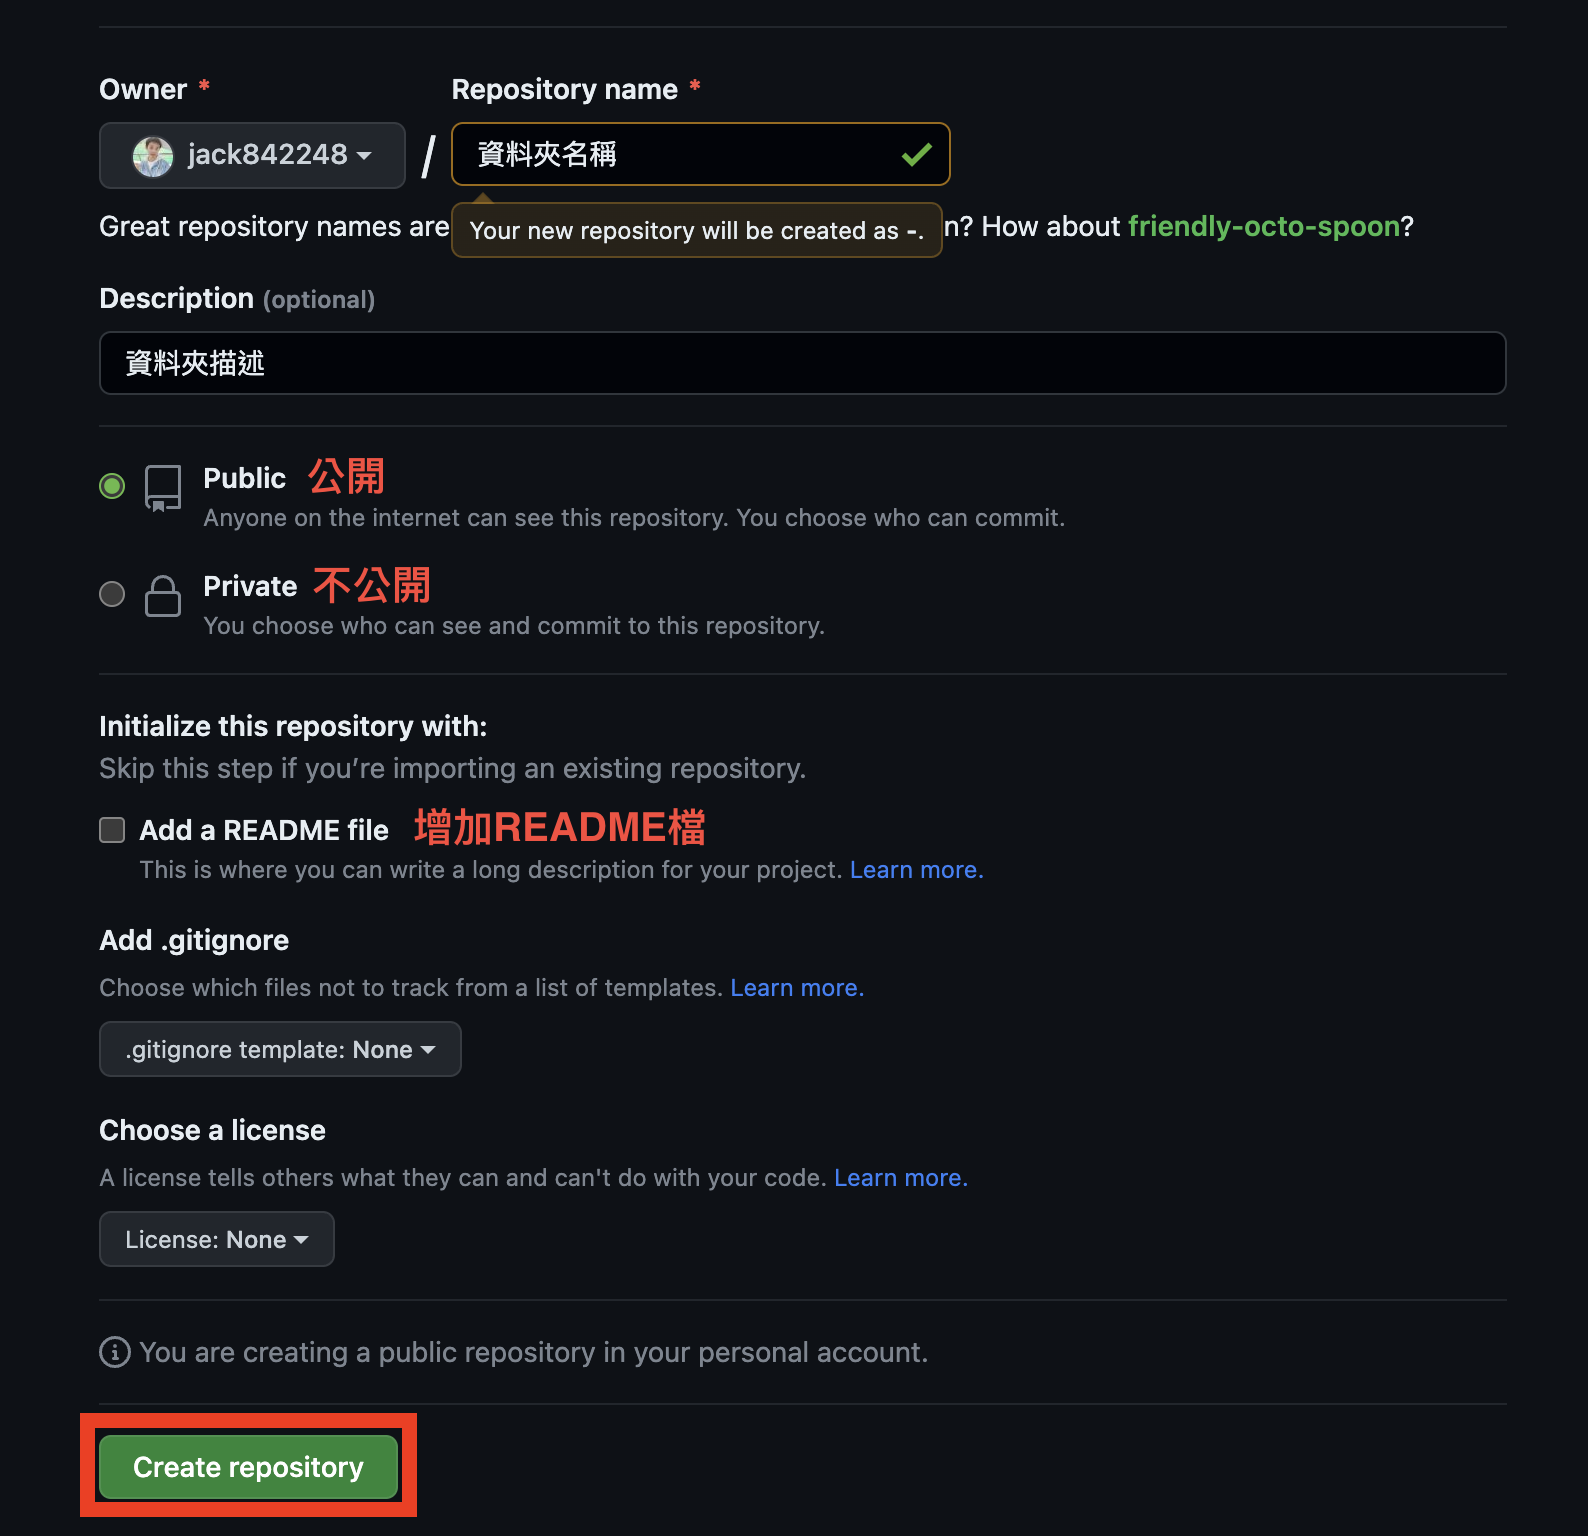 Owner * Repository name *
jack842248 / 資料夾名稱
Great repository names are n? How about friendly-octo-spoon?
Your new repository will be created as -.
Description (optional)
資料夾描述
Public 公開
Anyone on the internet can see this repository. You choose who can commit.
Private 不公開
You choose who can see and commit to this repository.
Initialize this repository with:
Skip this step if you’re importing an existing repository.
Add a README file 增加README檔
This is where you can write a long description for your project. Learn more.
Add .gitignore
Choose which files not to track from a list of templates. Learn more.
.gitignore template: None
Choose a license
A license tells others what they can and can't do with your code. Learn more.
License: None
You are creating a public repository in your personal account.
Create repository